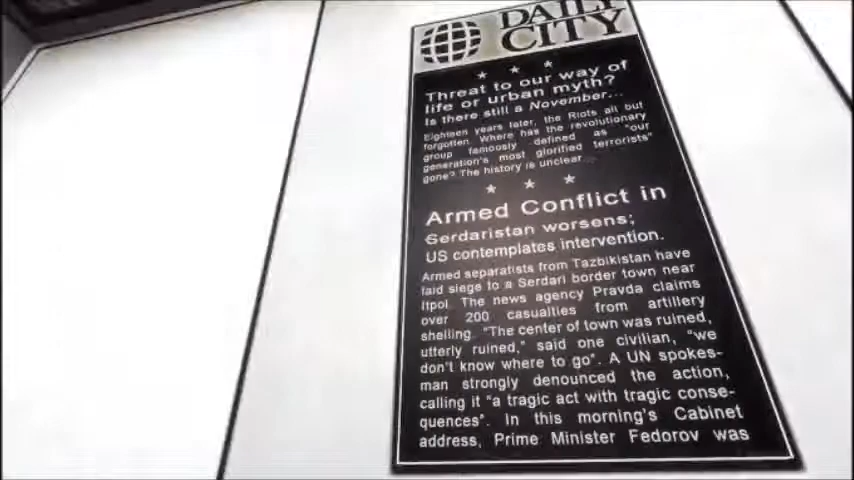 DAILY
CITY
Threat to our way of
life or urban myth?
Is there still a November...
Eighteen years later, the Riots all but
forgotten. Where has the revolutionary
group famously defined as "our
generation's most glorified terrorists"
gone? The history is unclear...
Armed Conflict in
Serdaristan worsens;
US contemplates intervention.
Armed separatists from Tazbikistan have
laid siege to a Serdari border town near
Itpol. The news agency Pravda claims
over 200 casualties from artillery
shelling. "The center of town was ruined,
utterly ruined," said one civilian, "we
don't know where to go". A UN spokes-
man strongly denounced the action,
calling it "a tragic act with tragic conse-
quences". In this morning's Cabinet
address, Prime Minister Fedorov was